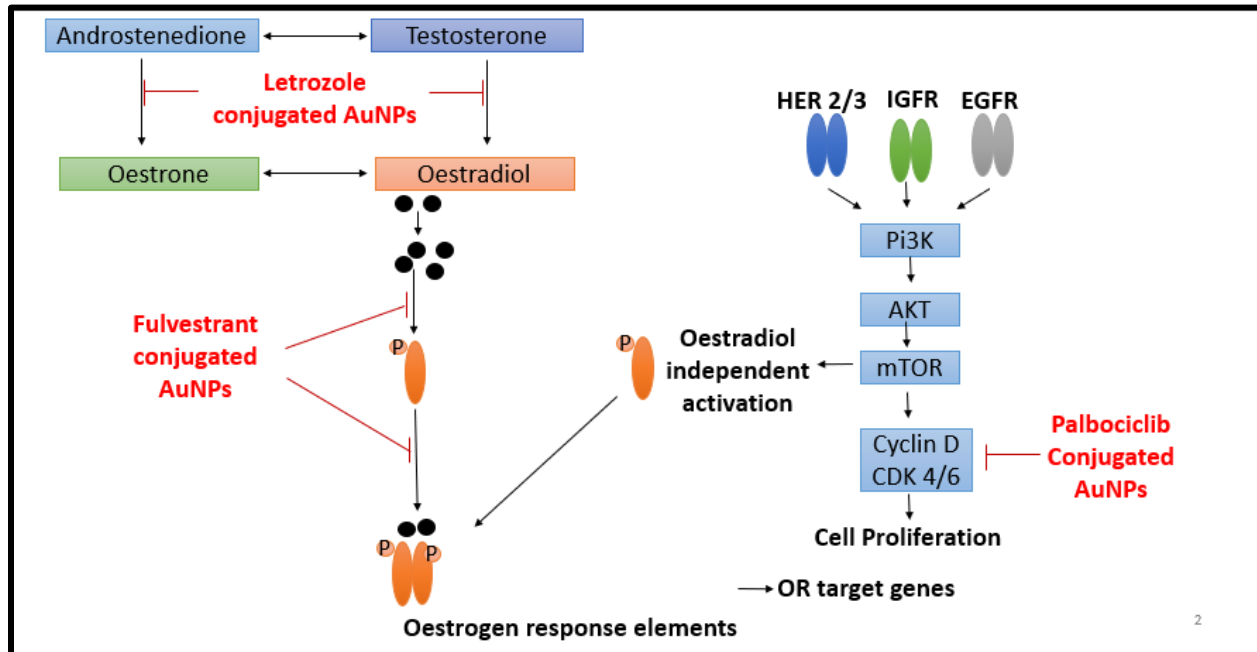 Androstenedione
Testosterone
Letrozole
conjugated AuNPs
Oestrone
Oestradiol
HER 2/3
IGFR
EGFR
Pi3K
AKT
mTOR
Cyclin D
CDK 4/6
Cell Proliferation
Palbociclib
Conjugated
AuNPs
Oestradiol
independent
activation
P
Fulvestrant
conjugated
AuNPs
P
P
P
OR target genes
Oestrogen response elements
2